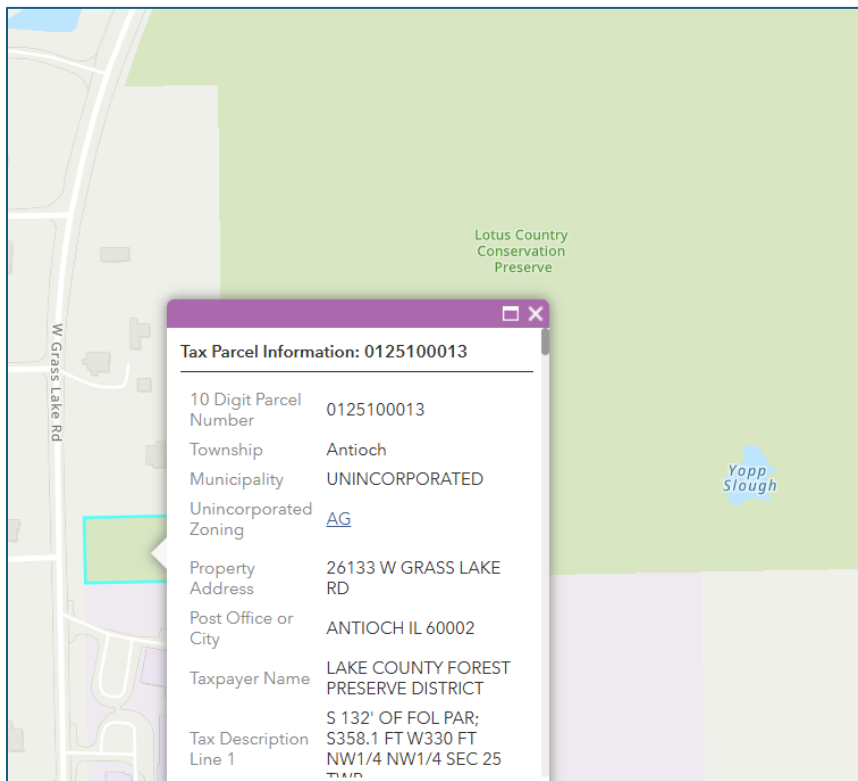 Lotus Country
Conservation
Preserve
W Grass Lake Rd
Yopp
Slough
Tax Parcel Information: 0125100013
10 Digit Parcel
Number
0125100013
Township
Antioch
Municipality
UNINCORPORATED
Unincorporated
Zoning
AG
Property
Address
26133 W GRASS LAKE
RD
Post Office or
City
ANTIOCH IL 60002
Taxpayer Name
LAKE COUNTY FOREST
PRESERVE DISTRICT
Tax Description
Line 1
S 132' OF FOL PAR;
S358.1 FT W330 FT
NW1/4 NW1/4 SEC 25